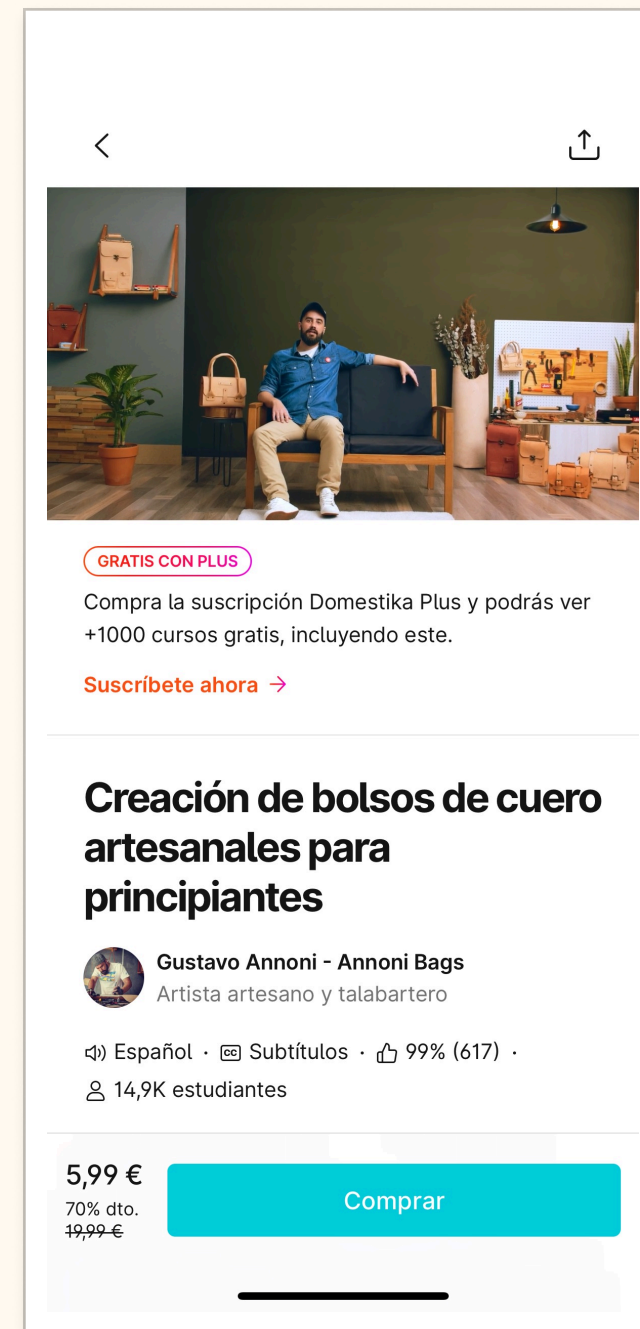 GRATIS CON PLUS
Compra la suscripción Domestika Plus y podrás ver
+1000 cursos gratis, incluyendo este.
Suscríbete ahora →
Creación de bolsos de cuero
artesanales para
principiantes
Gustavo Annoni - Annoni Bags
Artista artesano y talabartero
Español · CC Subtítulos · 99% (617) ·
14,9K estudiantes
5,99 €
70% dto.
19,99 €
Comprar